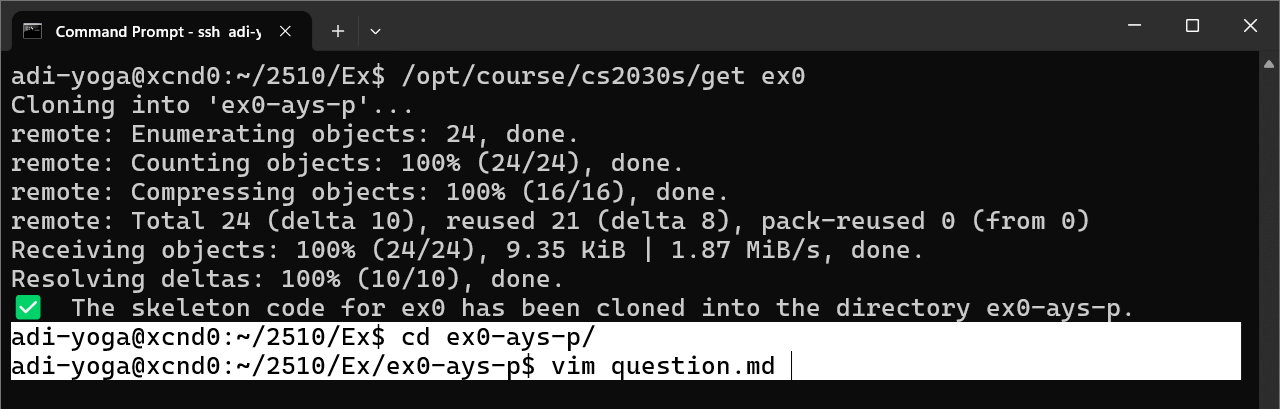 Command Prompt - ssh adi-y
adi-yoga@xcnd0:~/2510/Ex$ /opt/course/cs2030s/get ex0
Cloning into 'ex0-ays-p'...
remote: Enumerating objects: 24, done.
remote: Counting objects: 100% (24/24), done.
remote: Compressing objects: 100% (16/16), done.
remote: Total 24 (delta 10), reused 21 (delta 8), pack-reused 0 (from 0)
Receiving objects: 100% (24/24), 9.35 KiB | 1.87 MiB/s, done.
Resolving deltas: 100% (10/10), done.
✅ The skeleton code for ex0 has been cloned into the directory ex0-ays-p.
adi-yoga@xcnd0:~/2510/Ex$ cd ex0-ays-p/
adi-yoga@xcnd0:~/2510/Ex/ex0-ays-p$ vim question.md